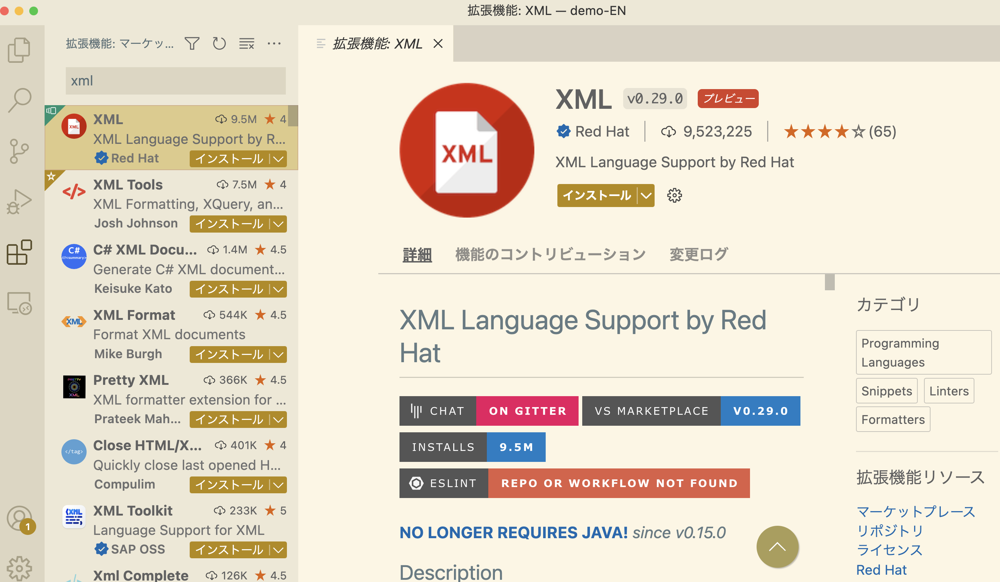 拡張機能: XML — demo-EN
拡張機能: マーケッ...
xml
XML 9.5M ★ 4
XML Language Support by R...
Red Hat インストール
XML Tools 7.5M ★ 4
XML Formatting, XQuery, an...
Josh Johnson インストール
C# XML Docu... 1.4M ★ 4.5
Generate C# XML document...
Keisuke Kato インストール
XML Format 544K ★ 4.5
Format XML documents
Mike Burgh インストール
Pretty XML 366K ★ 4.5
XML formatter extension for ...
Prateek Mah... インストール
Close HTML/X... 401K ★ 4
Quickly close last opened H...
Compulim インストール
XML Toolkit 233K ★ 5
Language Support for XML
SAP OSS インストール
Xml Complete 126K ★ 4.5
XML
C#
///<summary>
XML
PRETTY
XML
</tag>
XML
1
拡張機能: XML
XML
XML v0.29.0 プレビュー
Red Hat | 9,523,225 | ★★★★☆(65)
XML Language Support by Red Hat
インストール
詳細 機能のコントリビューション 変更ログ
XML Language Support by Red
Hat
CHAT ON GITTER VS MARKETPLACE V0.29.0
INSTALLS 9.5M
ESLINT REPO OR WORKFLOW NOT FOUND
NO LONGER REQUIRES JAVA! since v0.15.0
Description
カテゴリ
Programming
Languages
Snippets Linters
Formatters
拡張機能リソース
マーケットプレース
リポジトリ
ライセンス
Red Hat